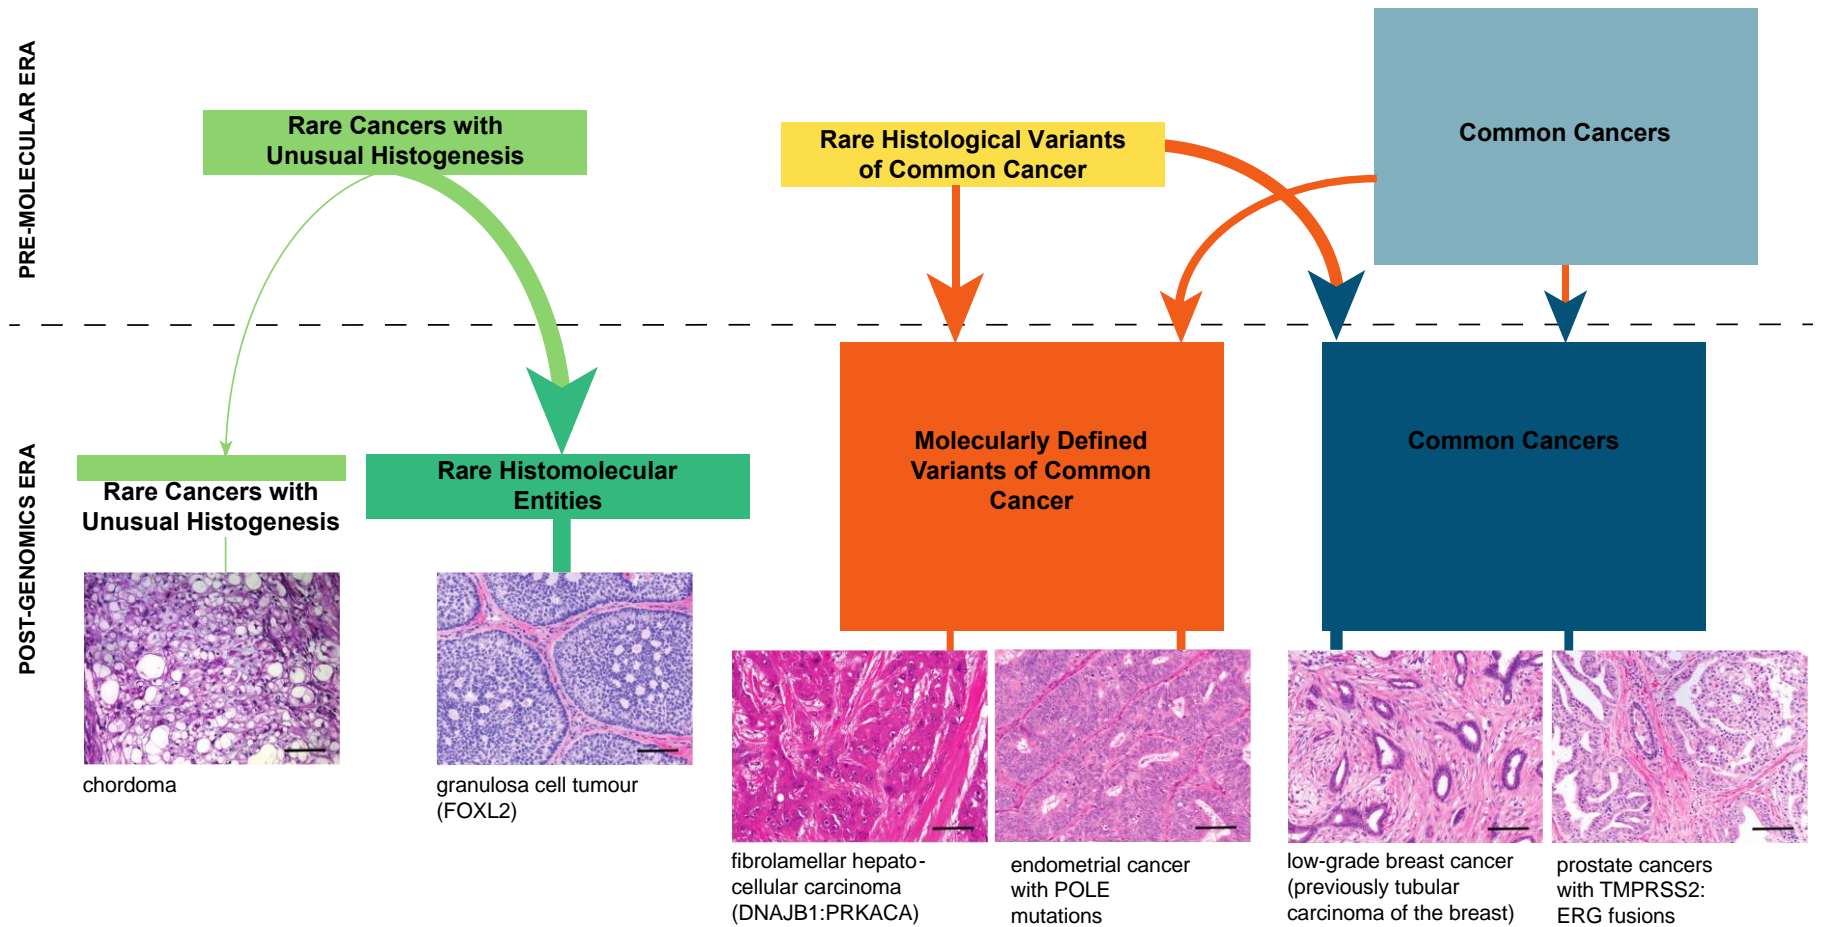 PRE-MOLECULAR ERA
Rare Cancers with
Unusual Histogenesis
Rare Histological Variants
of Common Cancer
Common Cancers
POST-GENOMICS ERA
Rare Cancers with
Unusual Histogenesis
Rare Histomolecular
Entities
Molecularly Defined
Variants of Common
Cancer
Common Cancers
chordoma
granulosa cell tumour
(FOXL2)
fibrolamellar hepato-
cellular carcinoma
(DNAJB1:PRKACA)
endometrial cancer
with POLE
mutations
low-grade breast cancer
(previously tubular
carcinoma of the breast)
prostate cancers
with TMPRSS2:
ERG fusions